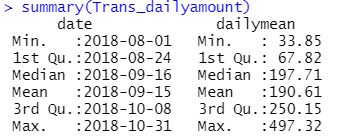 > summary(Trans_dailyamount)
date dailymean
Min. :2018-08-01 Min. : 33.85
1st Qu.:2018-08-24 1st Qu.: 67.82
Median :2018-09-16 Median :197.71
Mean :2018-09-15 Mean :190.61
3rd Qu.:2018-10-08 3rd Qu.:250.15
Max. :2018-10-31 Max. :497.32